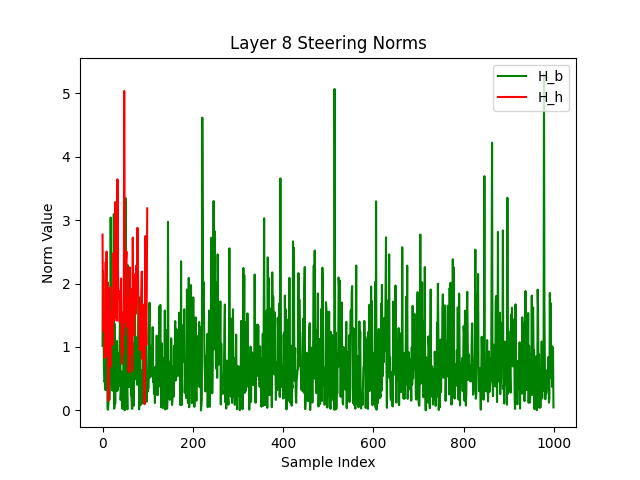 Layer 8 Steering Norms
H_b
H_h
Norm Value
5
4
3
2
1
0
0
200
400
600
800
1000
Sample Index